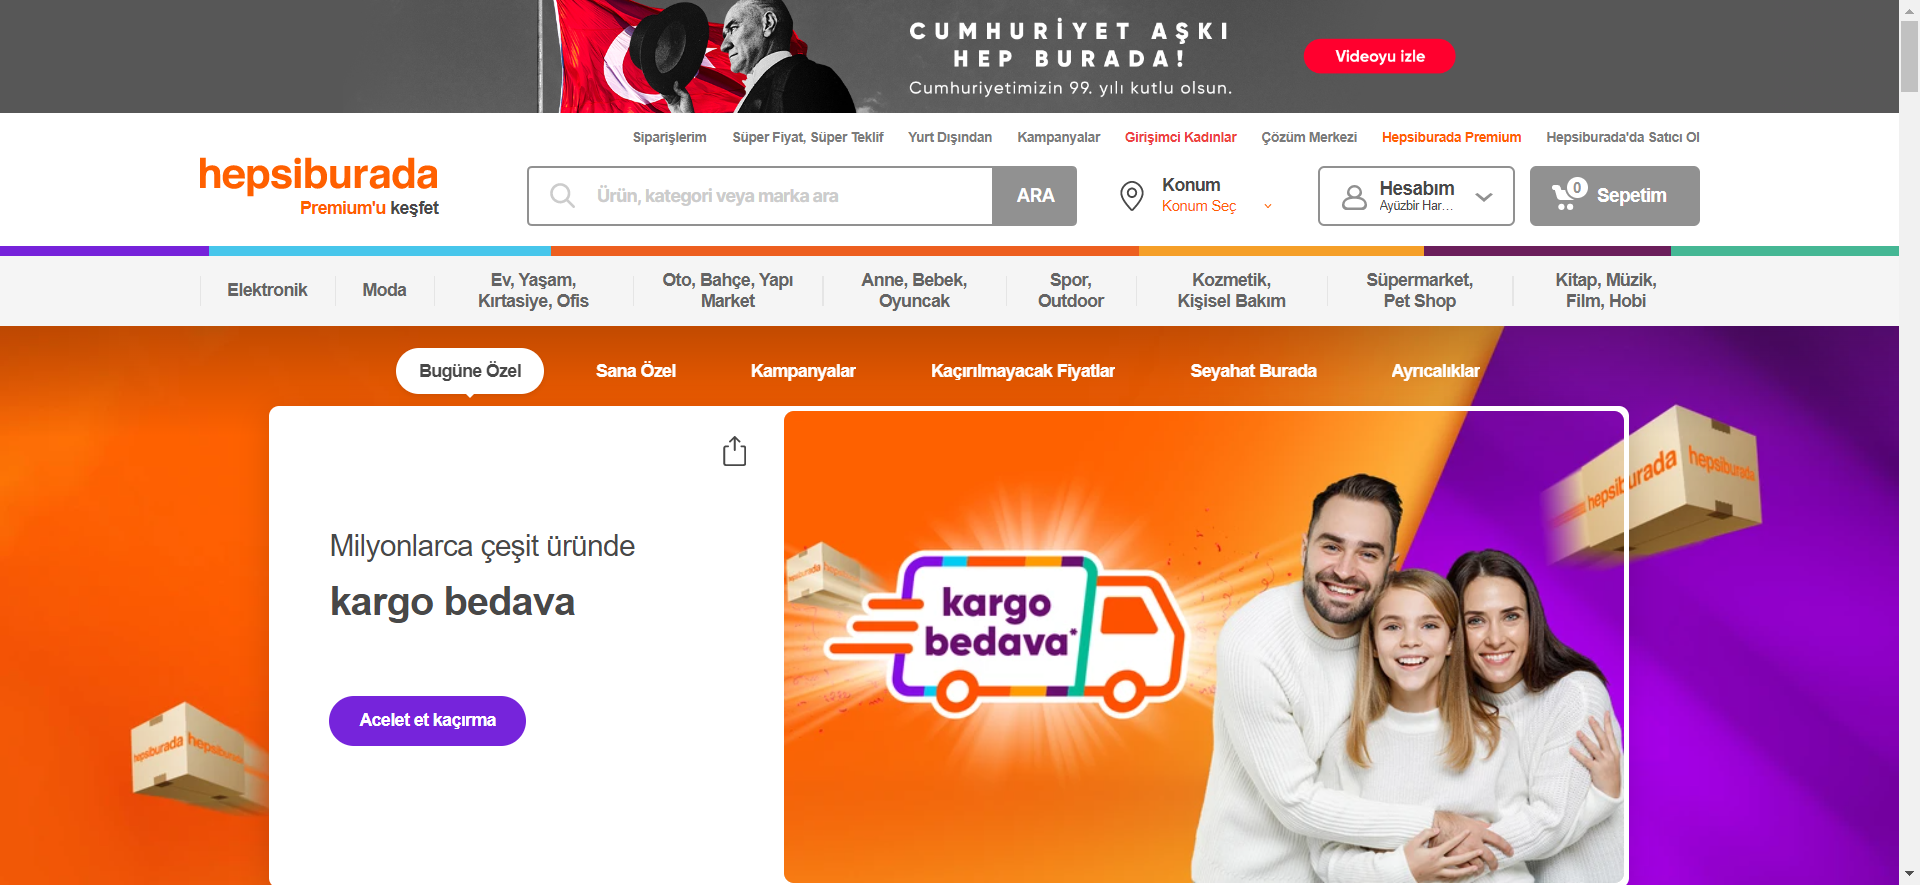 CUMHURİYET AŞKI
HEP BURADA!
Cumhuriyetimizin 99. yılı kutlu olsun.
Videoyu izle
Siparişlerim
Süper Fiyat, Süper Teklif
Yurt Dışından
Kampanyalar
Girişimci Kadınlar
Çözüm Merkezi
Hepsiburada Premium
Hepsiburada'da Satıcı Ol
hepsiburada
Premium'u keşfet
Ürün, kategori veya marka ara
ARA
Konum
Konum Seç
Hesabım
Ayüzbir Har...
0
Sepetim
Elektronik
Moda
Ev, Yaşam,
Kırtasiye, Ofis
Oto, Bahçe, Yapı
Market
Anne, Bebek,
Oyuncak
Spor,
Outdoor
Kozmetik,
Kişisel Bakım
Süpermarket,
Pet Shop
Kitap, Müzik,
Film, Hobi
Bugüne Özel
Sana Özel
Kampanyalar
Kaçırılmayacak Fiyatlar
Seyahat Burada
Ayrıcalıklar
Milyonlarca çeşit üründe
kargo bedava
Acelet et kaçırma
kargo
bedava*
hepsiburada
hepsiburada
hepsiburada
hepsiburada
hepsiburada